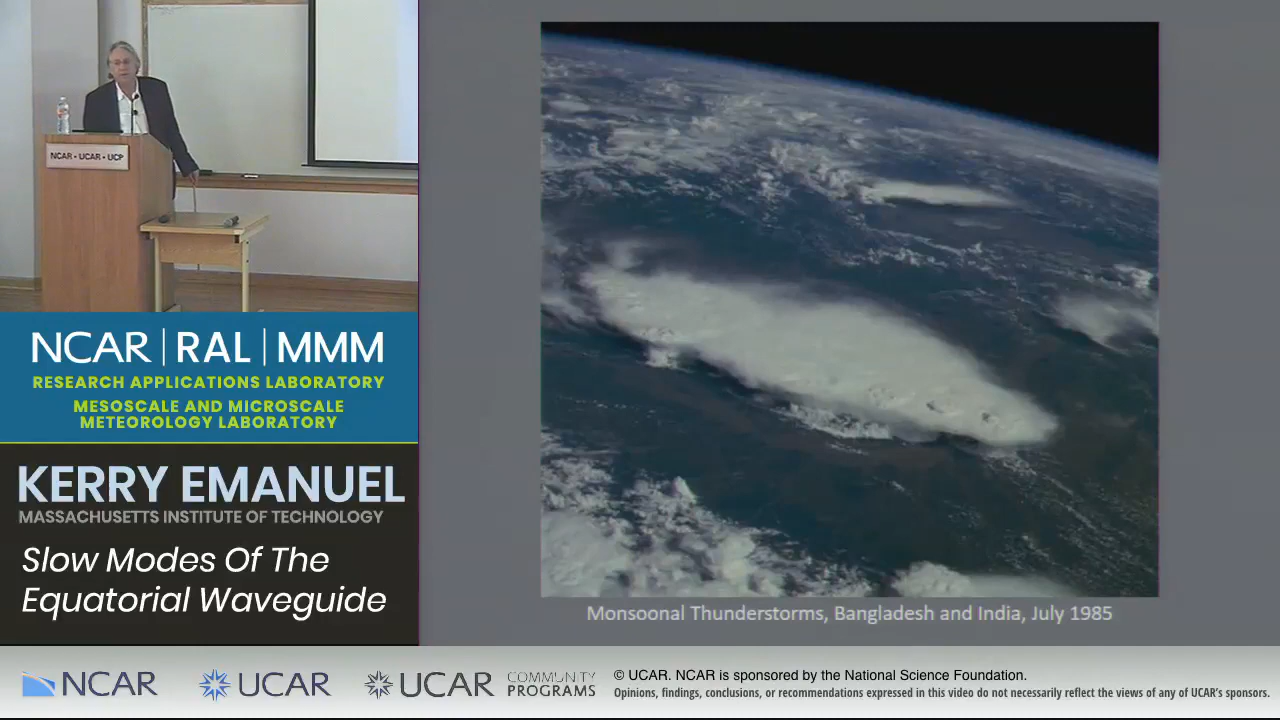 NCAR • UCAR • UCP
NCAR | RAL | MMM
RESEARCH APPLICATIONS LABORATORY
MESOSCALE AND MICROSCALE
METEOROLOGY LABORATORY
KERRY EMANUEL
MASSACHUSETTS INSTITUTE OF TECHNOLOGY
Slow Modes Of The
Equatorial Waveguide
Monsoonal Thunderstorms, Bangladesh and India, July 1985
NCAR
UCAR
UCAR
COMMUNITY
PROGRAMS
© UCAR. NCAR is sponsored by the National Science Foundation.
Opinions, findings, conclusions, or recommendations expressed in this video do not necessarily reflect the views of any of UCAR's sponsors.